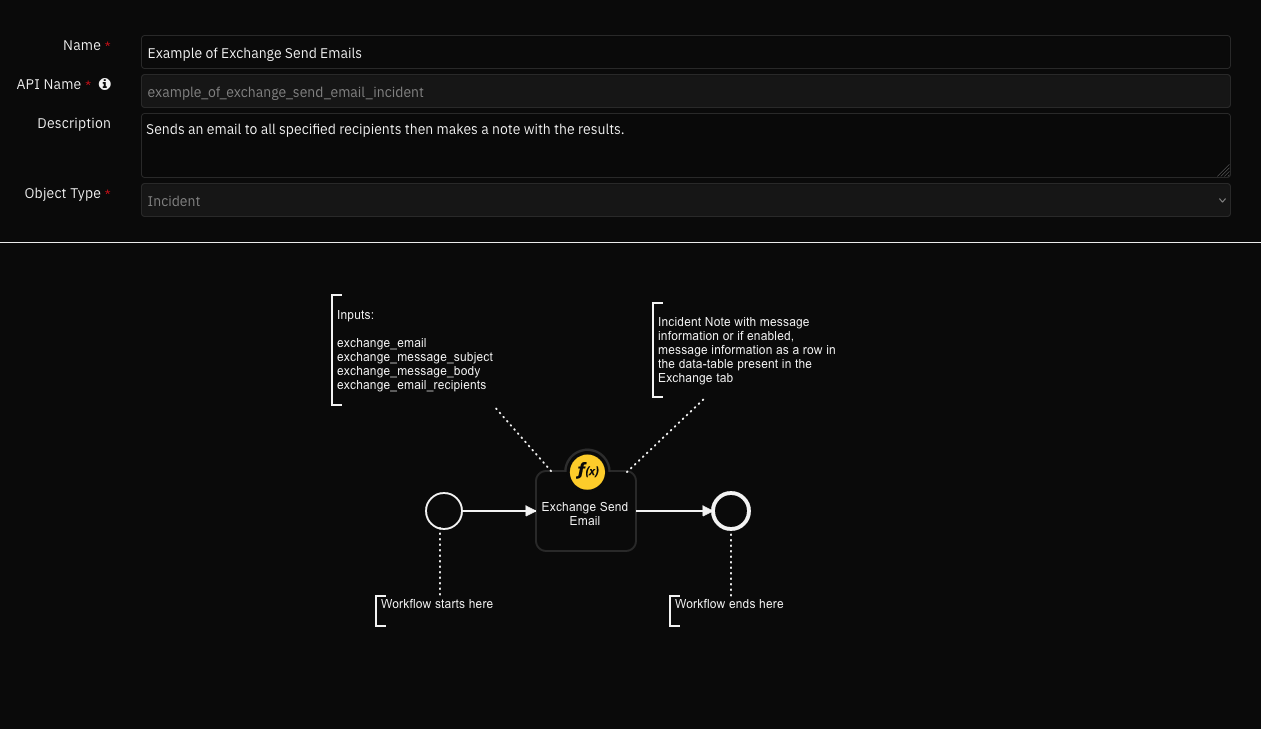 Name *
Example of Exchange Send Emails
API Name *
example_of_exchange_send_email_incident
Description
Sends an email to all specified recipients then makes a note with the results.
Object Type *
Incident
Inputs:
exchange_email
exchange_message_subject
exchange_message_body
exchange_email_recipients
Incident Note with message
information or if enabled,
message information as a row in
the data-table present in the
Exchange tab
f(x)
Exchange Send
Email
Workflow starts here
Workflow ends here